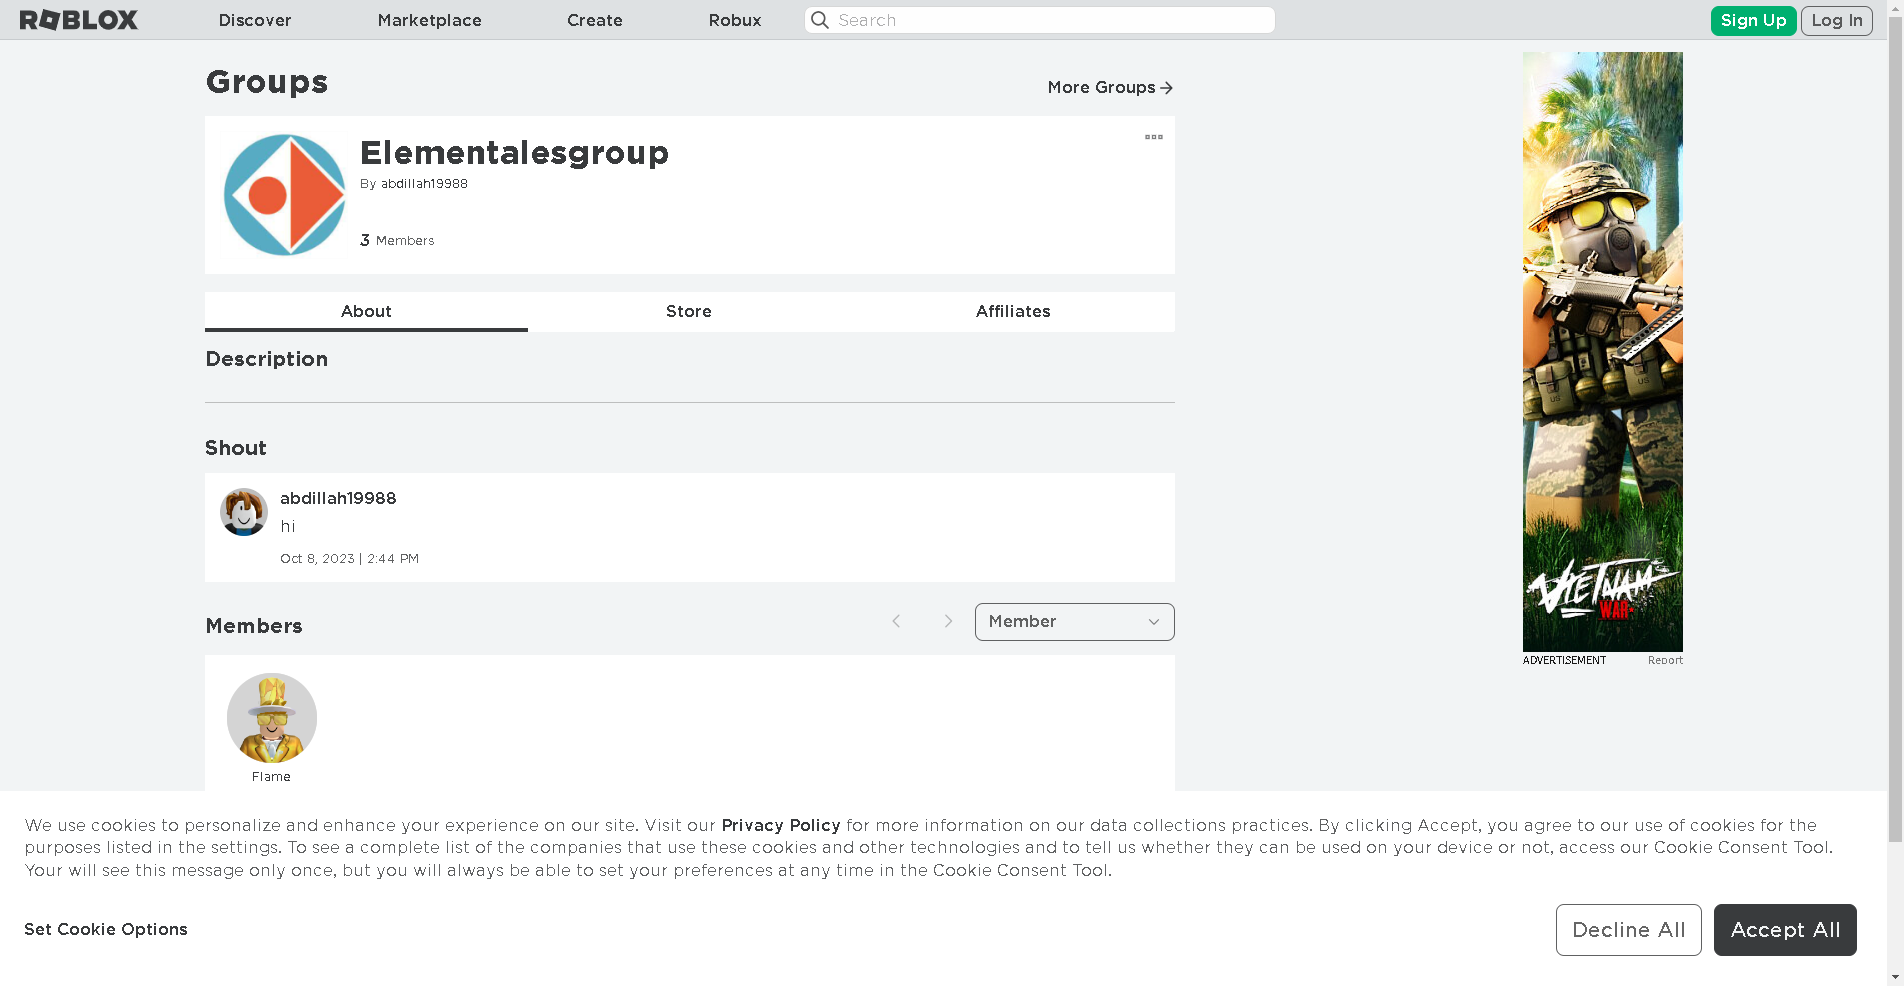 ROBLOX
Discover
Marketplace
Create
Robux
Search
Sign Up
Log In
Groups
More Groups
Elementalesgroup
By abdillah19988
3 Members
About
Store
Affiliates
Description
Shout
abdillah19988
hi
Oct 8, 2023 | 2:44 PM
Members
Member
Flame
US
US
VIETNAM
WAR
ADVERTISEMENT
Report
We use cookies to personalize and enhance your experience on our site. Visit our Privacy Policy for more information on our data collections practices. By clicking Accept, you agree to our use of cookies for the
purposes listed in the settings. To see a complete list of the companies that use these cookies and other technologies and to tell us whether they can be used on your device or not, access our Cookie Consent Tool.
Your will see this message only once, but you will always be able to set your preferences at any time in the Cookie Consent Tool.
Set Cookie Options
Decline All
Accept All